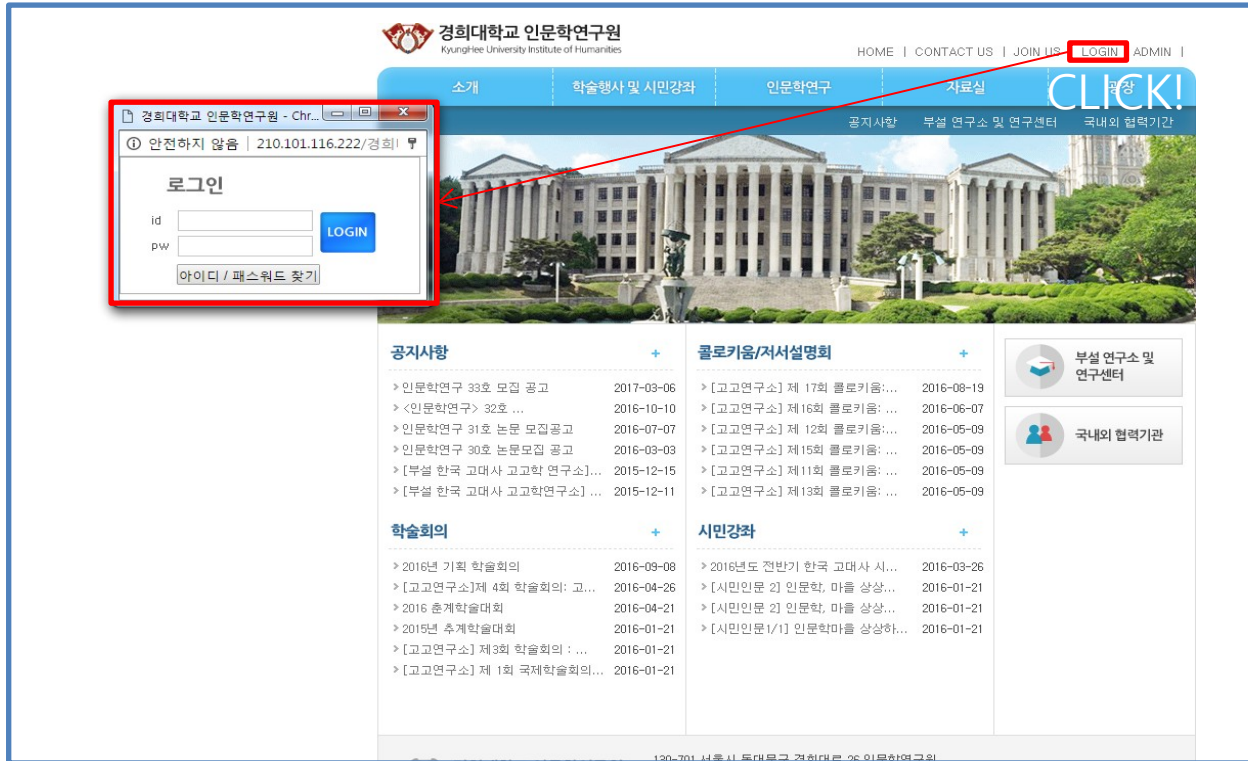 경희대학교 인문학연구원
KyungHee University Institute of Humanities
HOME | CONTACT US | JOIN US | LOGIN | ADMIN |
소개 학술행사 및 시민강좌 인문학연구 자료실 광장
CLICK!
공지사항 부설 연구소 및 연구센터 국내외 협력기관
경희대학교 인문학연구원 - Chr...
안전하지 않음 | 210.101.116.222/경희
로그인
id
pw
LOGIN
아이디 / 패스워드 찾기
공지사항 +
> 인문학연구 33호 모집 공고 2017-03-06
> <인문학연구> 32호 ... 2016-10-10
> 인문학연구 31호 논문 모집공고 2016-07-07
> 인문학연구 30호 논문모집 공고 2016-03-03
> [부설 한국 고대사 고고학 연구소]... 2015-12-15
> [부설 한국 고대사 고고학연구소] ... 2015-12-11
콜로키움/저서설명회 +
> [고고연구소] 제 17회 콜로키움:... 2016-08-19
> [고고연구소] 제16회 콜로키움: ... 2016-06-07
> [고고연구소] 제 12회 콜로키움:... 2016-05-09
> [고고연구소] 제15회 콜로키움: ... 2016-05-09
> [고고연구소] 제11회 콜로키움: ... 2016-05-09
> [고고연구소] 제13회 콜로키움: ... 2016-05-09
부설 연구소 및
연구센터
국내외 협력기관
학술회의 +
> 2016년 기획 학술회의 2016-09-08
> [고고연구소]제 4회 학술회의: 고... 2016-04-26
> 2016 춘계학술대회 2016-04-21
> 2015년 추계학술대회 2016-01-21
> [고고연구소] 제3회 학술회의 : ... 2016-01-21
> [고고연구소] 제 1회 국제학술회의... 2016-01-21
시민강좌 +
> 2016년도 전반기 한국 고대사 시... 2016-03-26
> [시민인문 2] 인문학, 마을 상상... 2016-01-21
> [시민인문 2] 인문학, 마을 상상... 2016-01-21
> [시민인문1/1] 인문학마을 상상하... 2016-01-21
130-701 서울시 동대문구 경희대로 26 인문학연구원